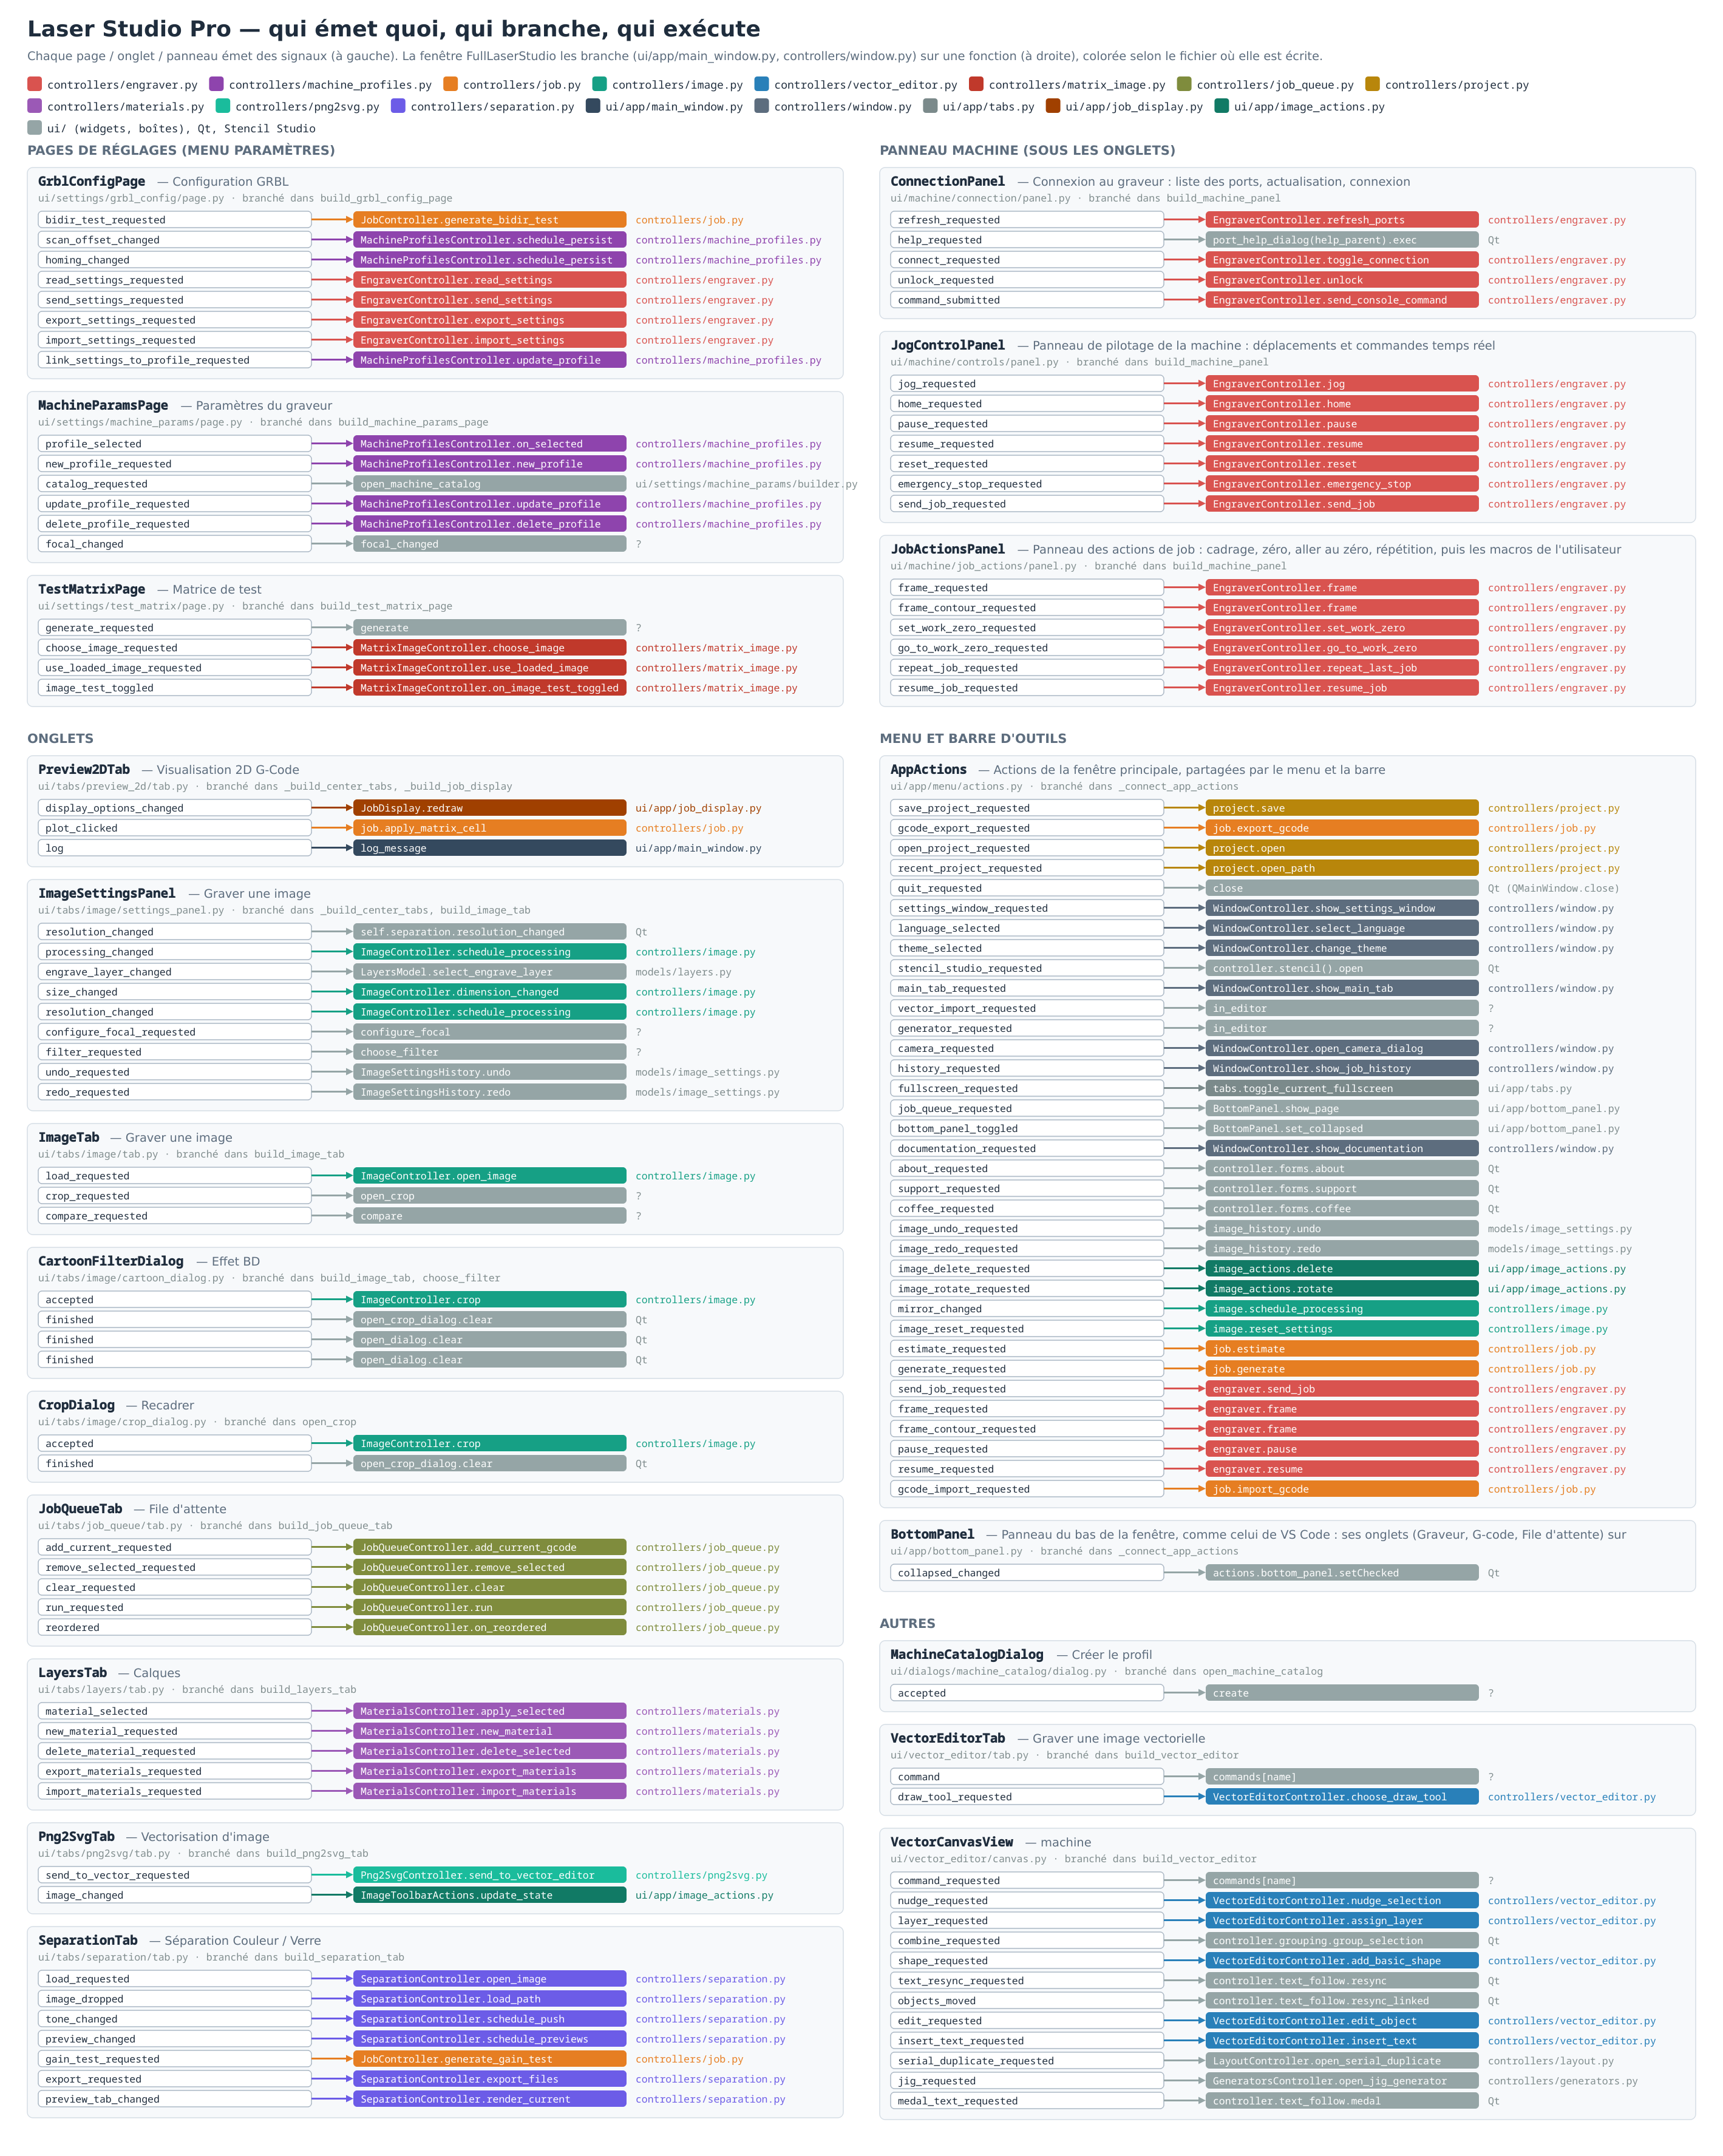 Laser Studio Pro — qui émet quoi, qui branche, qui exécute
Chaque page / onglet / panneau émet des signaux (à gauche). La fenêtre FullLaserStudio les branche (ui/app/main_window.py, controllers/window.py) sur une fonction (à droite), colorée selon le fichier où elle est écrite.
controllers/engraver.py controllers/machine_profiles.py controllers/job.py controllers/image.py controllers/vector_editor.py controllers/matrix_image.py controllers/job_queue.py controllers/project.py
controllers/materials.py controllers/png2svg.py controllers/separation.py ui/app/main_window.py controllers/window.py ui/app/tabs.py ui/app/job_display.py ui/app/image_actions.py
ui/ (widgets, boîtes), Qt, Stencil Studio
PAGES DE RÉGLAGES (MENU PARAMÈTRES)
GrblConfigPage — Configuration GRBL
ui/settings/grbl_config/page.py · branché dans build_grbl_config_page
bidir_test_requested JobController.generate_bidir_test controllers/job.py
scan_offset_changed MachineProfilesController.schedule_persist controllers/machine_profiles.py
homing_changed MachineProfilesController.schedule_persist controllers/machine_profiles.py
read_settings_requested EngraverController.read_settings controllers/engraver.py
send_settings_requested EngraverController.send_settings controllers/engraver.py
export_settings_requested EngraverController.export_settings controllers/engraver.py
import_settings_requested EngraverController.import_settings controllers/engraver.py
link_settings_to_profile_requested MachineProfilesController.update_profile controllers/machine_profiles.py
MachineParamsPage — Paramètres du graveur
ui/settings/machine_params/page.py · branché dans build_machine_params_page
profile_selected MachineProfilesController.on_selected controllers/machine_profiles.py
new_profile_requested MachineProfilesController.new_profile controllers/machine_profiles.py
catalog_requested open_machine_catalog ui/settings/machine_params/builder.py
update_profile_requested MachineProfilesController.update_profile controllers/machine_profiles.py
delete_profile_requested MachineProfilesController.delete_profile controllers/machine_profiles.py
focal_changed focal_changed ?
TestMatrixPage — Matrice de test
ui/settings/test_matrix/page.py · branché dans build_test_matrix_page
generate_requested generate ?
choose_image_requested MatrixImageController.choose_image controllers/matrix_image.py
use_loaded_image_requested MatrixImageController.use_loaded_image controllers/matrix_image.py
image_test_toggled MatrixImageController.on_image_test_toggled controllers/matrix_image.py
PANNEAU MACHINE (SOUS LES ONGLETS)
ConnectionPanel — Connexion au graveur : liste des ports, actualisation, connexion
ui/machine/connection/panel.py · branché dans build_machine_panel
refresh_requested EngraverController.refresh_ports controllers/engraver.py
help_requested port_help_dialog(help_parent).exec Qt
connect_requested EngraverController.toggle_connection controllers/engraver.py
unlock_requested EngraverController.unlock controllers/engraver.py
command_submitted EngraverController.send_console_command controllers/engraver.py
JogControlPanel — Panneau de pilotage de la machine : déplacements et commandes temps réel
ui/machine/controls/panel.py · branché dans build_machine_panel
jog_requested EngraverController.jog controllers/engraver.py
home_requested EngraverController.home controllers/engraver.py
pause_requested EngraverController.pause controllers/engraver.py
resume_requested EngraverController.resume controllers/engraver.py
reset_requested EngraverController.reset controllers/engraver.py
emergency_stop_requested EngraverController.emergency_stop controllers/engraver.py
send_job_requested EngraverController.send_job controllers/engraver.py
JobActionsPanel — Panneau des actions de job : cadrage, zéro, aller au zéro, répétition, puis les macros de l'utilisateur
ui/machine/job_actions/panel.py · branché dans build_machine_panel
frame_requested EngraverController.frame controllers/engraver.py
frame_contour_requested EngraverController.frame controllers/engraver.py
set_work_zero_requested EngraverController.set_work_zero controllers/engraver.py
go_to_work_zero_requested EngraverController.go_to_work_zero controllers/engraver.py
repeat_job_requested EngraverController.repeat_last_job controllers/engraver.py
resume_job_requested EngraverController.resume_job controllers/engraver.py
ONGLETS
Preview2DTab — Visualisation 2D G-Code
ui/tabs/preview_2d/tab.py · branché dans _build_center_tabs, _build_job_display
display_options_changed JobDisplay.redraw ui/app/job_display.py
plot_clicked job.apply_matrix_cell controllers/job.py
log log_message ui/app/main_window.py
ImageSettingsPanel — Graver une image
ui/tabs/image/settings_panel.py · branché dans _build_center_tabs, build_image_tab
resolution_changed self.separation.resolution_changed Qt
processing_changed ImageController.schedule_processing controllers/image.py
engrave_layer_changed LayersModel.select_engrave_layer models/layers.py
size_changed ImageController.dimension_changed controllers/image.py
resolution_changed ImageController.schedule_processing controllers/image.py
configure_focal_requested configure_focal ?
filter_requested choose_filter ?
undo_requested ImageSettingsHistory.undo models/image_settings.py
redo_requested ImageSettingsHistory.redo models/image_settings.py
ImageTab — Graver une image
ui/tabs/image/tab.py · branché dans build_image_tab
load_requested ImageController.open_image controllers/image.py
crop_requested open_crop ?
compare_requested compare ?
CartoonFilterDialog — Effet BD
ui/tabs/image/cartoon_dialog.py · branché dans build_image_tab, choose_filter
accepted ImageController.crop controllers/image.py
finished open_crop_dialog.clear Qt
finished open_dialog.clear Qt
finished open_dialog.clear Qt
CropDialog — Recadrer
ui/tabs/image/crop_dialog.py · branché dans open_crop
accepted ImageController.crop controllers/image.py
finished open_crop_dialog.clear Qt
JobQueueTab — File d'attente
ui/tabs/job_queue/tab.py · branché dans build_job_queue_tab
add_current_requested JobQueueController.add_current_gcode controllers/job_queue.py
remove_selected_requested JobQueueController.remove_selected controllers/job_queue.py
clear_requested JobQueueController.clear controllers/job_queue.py
run_requested JobQueueController.run controllers/job_queue.py
reordered JobQueueController.on_reordered controllers/job_queue.py
LayersTab — Calques
ui/tabs/layers/tab.py · branché dans build_layers_tab
material_selected MaterialsController.apply_selected controllers/materials.py
new_material_requested MaterialsController.new_material controllers/materials.py
delete_material_requested MaterialsController.delete_selected controllers/materials.py
export_materials_requested MaterialsController.export_materials controllers/materials.py
import_materials_requested MaterialsController.import_materials controllers/materials.py
Png2SvgTab — Vectorisation d'image
ui/tabs/png2svg/tab.py · branché dans build_png2svg_tab
send_to_vector_requested Png2SvgController.send_to_vector_editor controllers/png2svg.py
image_changed ImageToolbarActions.update_state ui/app/image_actions.py
SeparationTab — Séparation Couleur / Verre
ui/tabs/separation/tab.py · branché dans build_separation_tab
load_requested SeparationController.open_image controllers/separation.py
image_dropped SeparationController.load_path controllers/separation.py
tone_changed SeparationController.schedule_push controllers/separation.py
preview_changed SeparationController.schedule_previews controllers/separation.py
gain_test_requested JobController.generate_gain_test controllers/job.py
export_requested SeparationController.export_files controllers/separation.py
preview_tab_changed SeparationController.render_current controllers/separation.py
MENU ET BARRE D'OUTILS
AppActions — Actions de la fenêtre principale, partagées par le menu et la barre
ui/app/menu/actions.py · branché dans _connect_app_actions
save_project_requested project.save controllers/project.py
gcode_export_requested job.export_gcode controllers/job.py
open_project_requested project.open controllers/project.py
recent_project_requested project.open_path controllers/project.py
quit_requested close Qt (QMainWindow.close)
settings_window_requested WindowController.show_settings_window controllers/window.py
language_selected WindowController.select_language controllers/window.py
theme_selected WindowController.change_theme controllers/window.py
stencil_studio_requested controller.stencil().open Qt
main_tab_requested WindowController.show_main_tab controllers/window.py
vector_import_requested in_editor ?
generator_requested in_editor ?
camera_requested WindowController.open_camera_dialog controllers/window.py
history_requested WindowController.show_job_history controllers/window.py
fullscreen_requested tabs.toggle_current_fullscreen ui/app/tabs.py
job_queue_requested BottomPanel.show_page ui/app/bottom_panel.py
bottom_panel_toggled BottomPanel.set_collapsed ui/app/bottom_panel.py
documentation_requested WindowController.show_documentation controllers/window.py
about_requested controller.forms.about Qt
support_requested controller.forms.support Qt
coffee_requested controller.forms.coffee Qt
image_undo_requested image_history.undo models/image_settings.py
image_redo_requested image_history.redo models/image_settings.py
image_delete_requested image_actions.delete ui/app/image_actions.py
image_rotate_requested image_actions.rotate ui/app/image_actions.py
mirror_changed image.schedule_processing controllers/image.py
image_reset_requested image.reset_settings controllers/image.py
estimate_requested job.estimate controllers/job.py
generate_requested job.generate controllers/job.py
send_job_requested engraver.send_job controllers/engraver.py
frame_requested engraver.frame controllers/engraver.py
frame_contour_requested engraver.frame controllers/engraver.py
pause_requested engraver.pause controllers/engraver.py
resume_requested engraver.resume controllers/engraver.py
gcode_import_requested job.import_gcode controllers/job.py
BottomPanel — Panneau du bas de la fenêtre, comme celui de VS Code : ses onglets (Graveur, G-code, File d'attente) sur
ui/app/bottom_panel.py · branché dans _connect_app_actions
collapsed_changed actions.bottom_panel.setChecked Qt
AUTRES
MachineCatalogDialog — Créer le profil
ui/dialogs/machine_catalog/dialog.py · branché dans open_machine_catalog
accepted create ?
VectorEditorTab — Graver une image vectorielle
ui/vector_editor/tab.py · branché dans build_vector_editor
command commands[name] ?
draw_tool_requested VectorEditorController.choose_draw_tool controllers/vector_editor.py
VectorCanvasView — machine
ui/vector_editor/canvas.py · branché dans build_vector_editor
command_requested commands[name] ?
nudge_requested VectorEditorController.nudge_selection controllers/vector_editor.py
layer_requested VectorEditorController.assign_layer controllers/vector_editor.py
combine_requested controller.grouping.group_selection Qt
shape_requested VectorEditorController.add_basic_shape controllers/vector_editor.py
text_resync_requested controller.text_follow.resync Qt
objects_moved controller.text_follow.resync_linked Qt
edit_requested VectorEditorController.edit_object controllers/vector_editor.py
insert_text_requested VectorEditorController.insert_text controllers/vector_editor.py
serial_duplicate_requested LayoutController.open_serial_duplicate controllers/layout.py
jig_requested GeneratorsController.open_jig_generator controllers/generators.py
medal_text_requested controller.text_follow.medal Qt